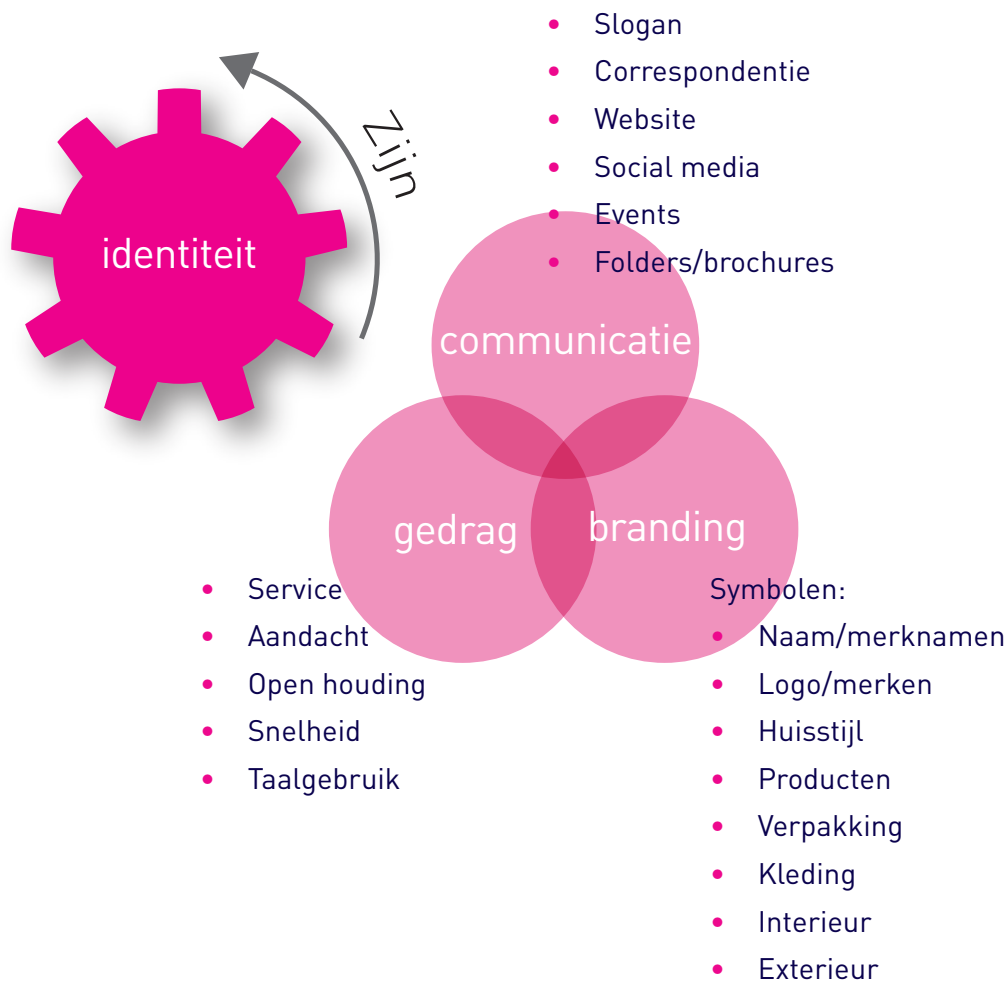 identiteit
Zijn
• Slogan
• Correspondentie
• Website
• Social media
• Events
• Folders/brochures
communicatie
gedrag
branding
• Service
• Aandacht
• Open houding
• Snelheid
• Taalgebruik
Symbolen:
• Naam/merknamen
• Logo/merken
• Huisstijl
• Producten
• Verpakking
• Kleding
• Interieur
• Exterieur